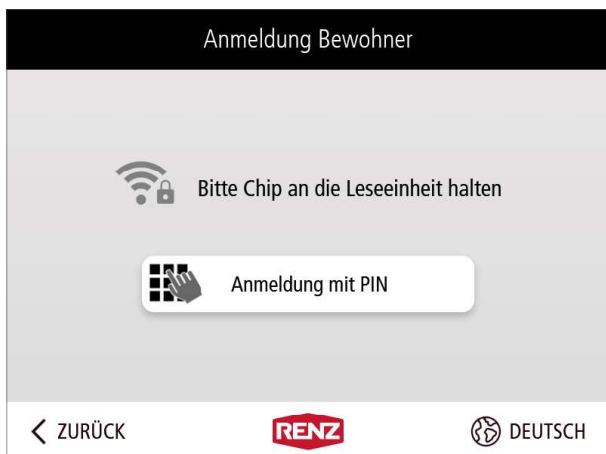 Anmeldung Bewohner
Bitte Chip an die Leseeinheit halten
Anmeldung mit PIN
ZURÜCK
RENZ
DEUTSCH